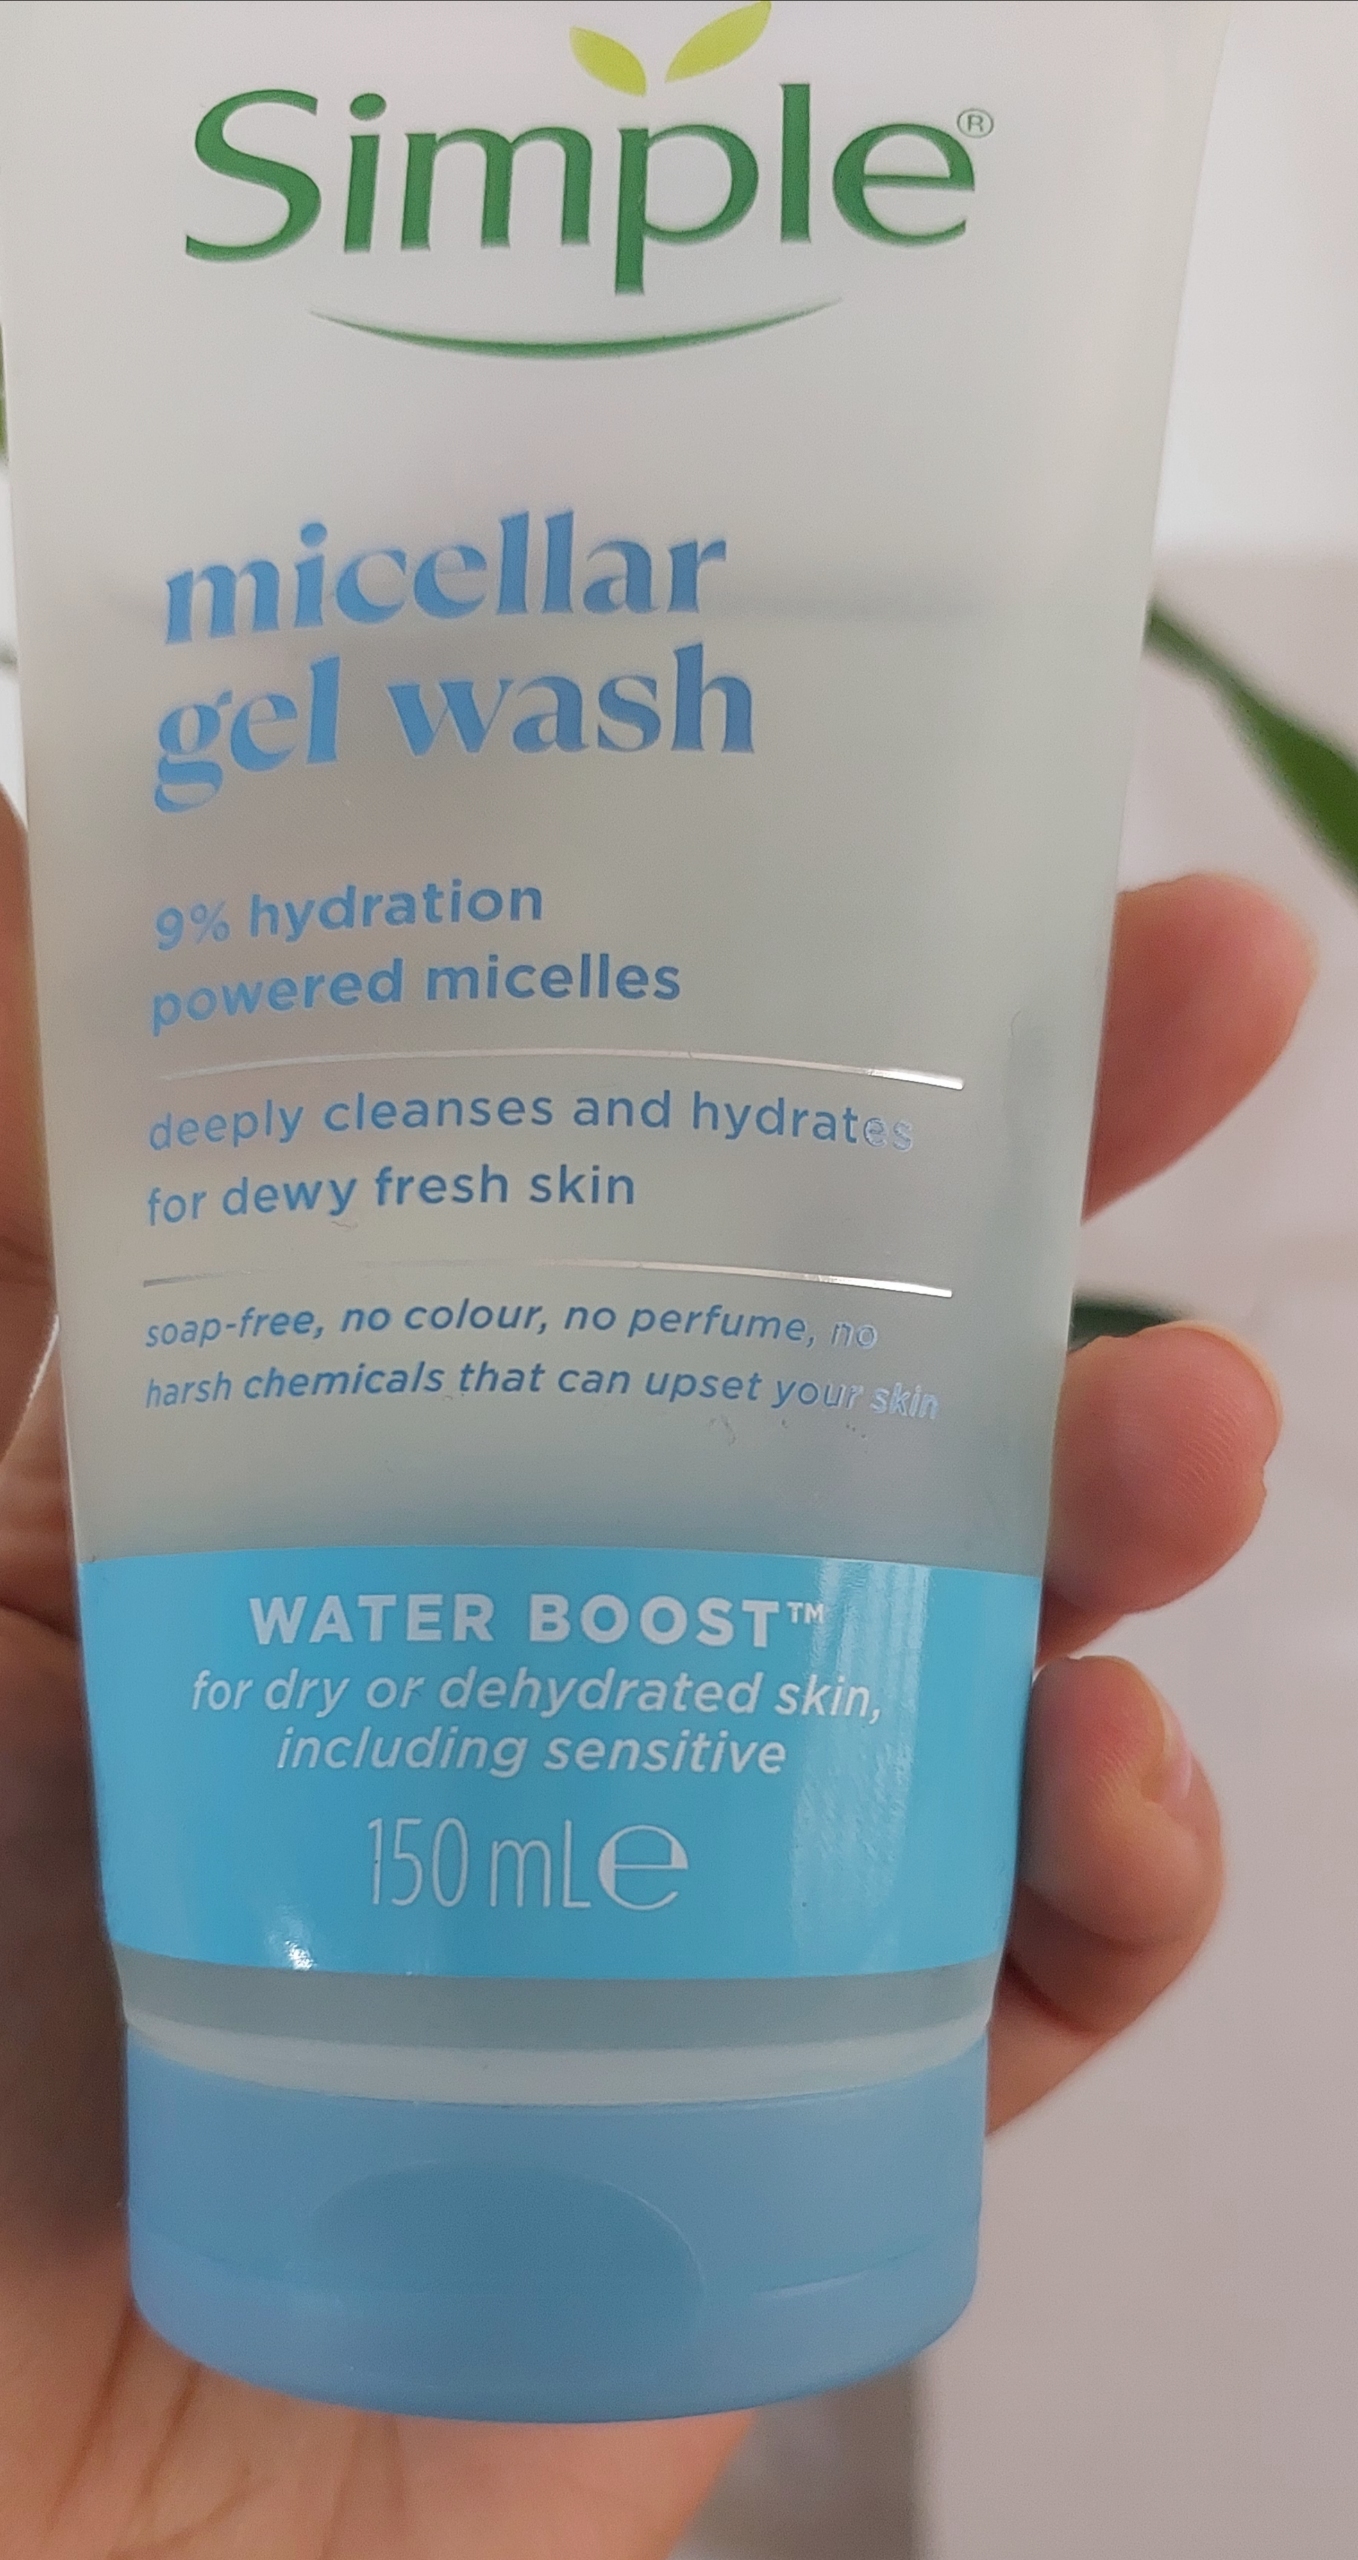 Simple®
micellar
gel wash
9% hydration
powered micelles
deeply cleanses and hydrates
for dewy fresh skin
soap-free, no colour, no perfume, no
harsh chemicals that can upset your skin
WATER BOOST™
for dry or dehydrated skin,
including sensitive
150 mL℮